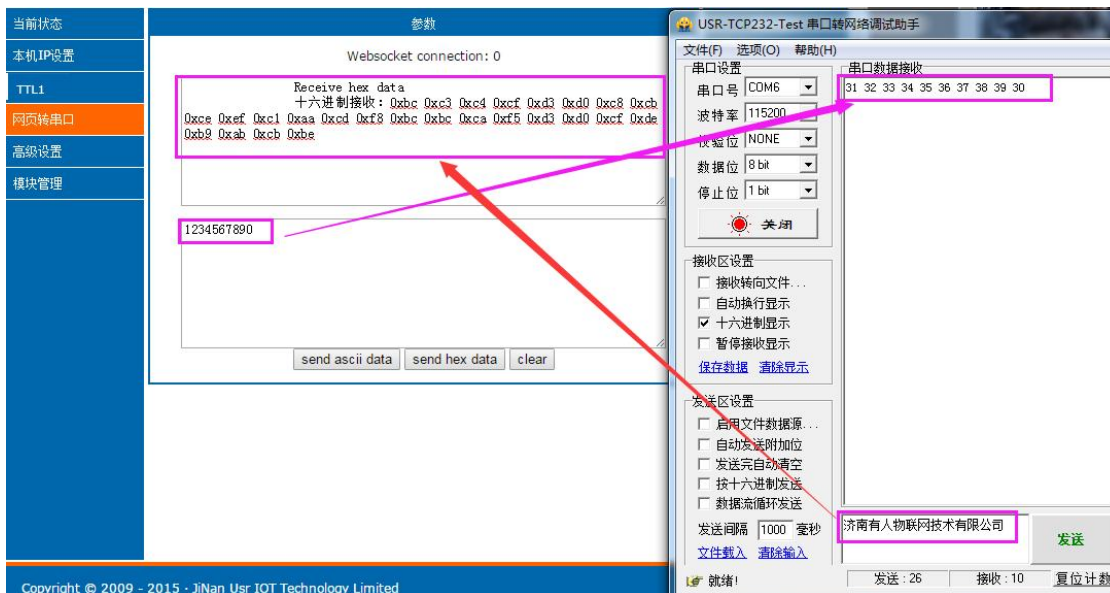 当前状态
本机IP设置
TTL1
网页转串口
高级设置
模块管理
参数
Websocket connection: 0
Receive hex data
十六进制接收：0xbc 0xc3 0xc4 0xcf 0xd3 0xd0 0xc8 0xcb
0xce 0xef 0xc1 0xaa 0xcd 0xf8 0xbc 0xbc 0xca 0xf5 0xd3 0xd0 0xcf 0xde
0xb9 0xab 0xcb 0xbe
1234567890
send ascii data send hex data clear
Copyright © 2009 - 2015 · JiNan Usr IOT Technology Limited
USR-TCP232-Test 串口转网络调试助手
文件(F) 选项(O) 帮助(H)
串口设置
串口号 COM6
波特率 115200
校验位 NONE
数据位 8 bit
停止位 1 bit
关闭
接收区设置
接收转向文件...
自动换行显示
十六进制显示
暂停接收显示
保存数据 清除显示
发送区设置
启用文件数据源...
自动发送附加位
发送完自动清空
按十六进制发送
数据流循环发送
发送间隔 1000 毫秒
文件载入 清除输入
串口数据接收
31 32 33 34 35 36 37 38 39 30
济南有人物联网技术有限公司
发送
就绪! 发送：26 接收：10 复位计数